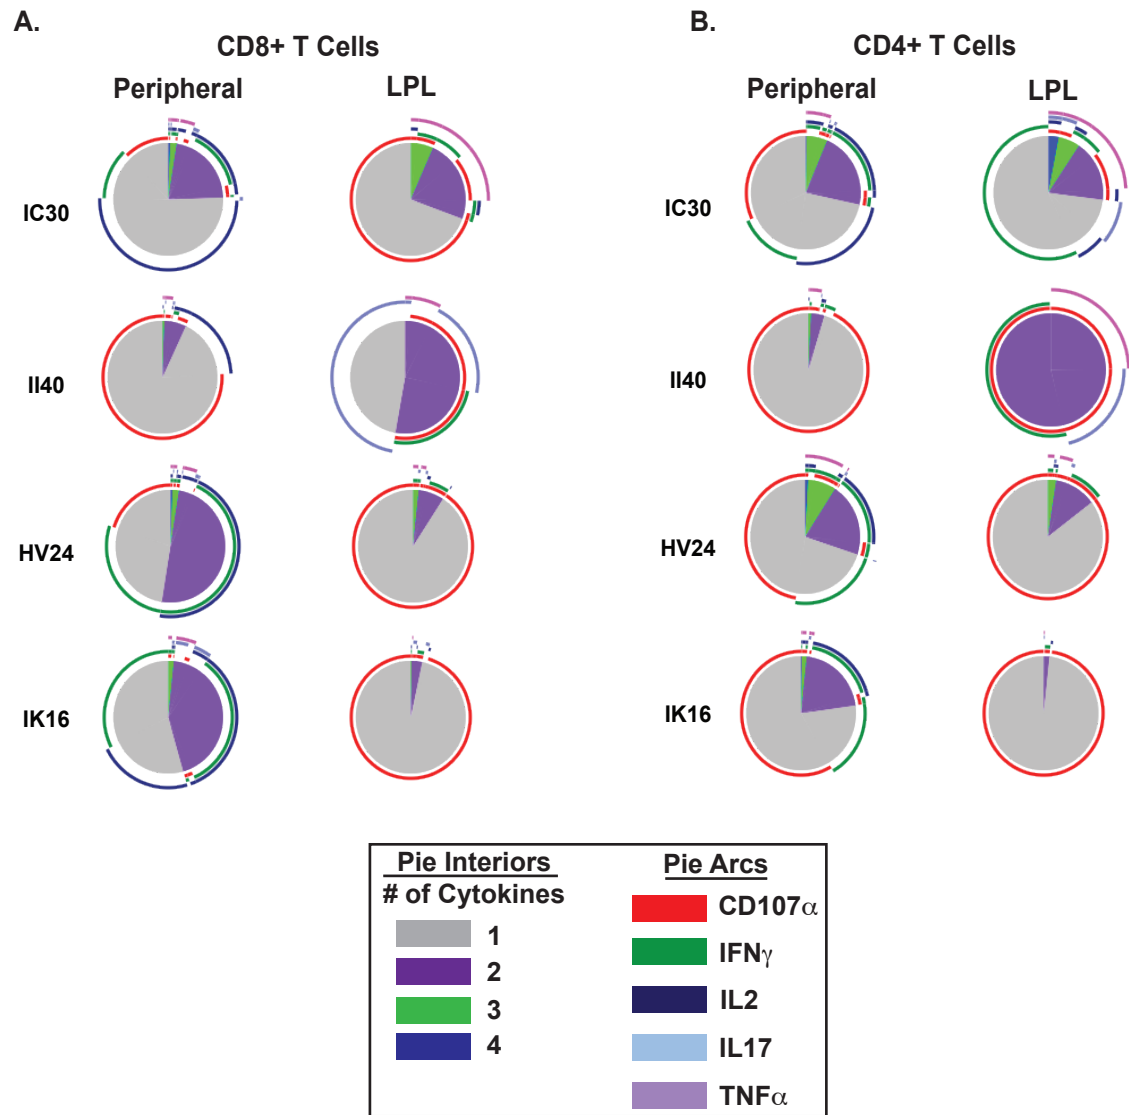 A.
B.
CD8+ T Cells
CD4+ T Cells
Peripheral
LPL
Peripheral
LPL
IC30
IC30
II40
II40
HV24
HV24
IK16
IK16
Pie Interiors
# of Cytokines
1
2
3
4
Pie Arcs
CD107α
IFNγ
IL2
IL17
TNFα